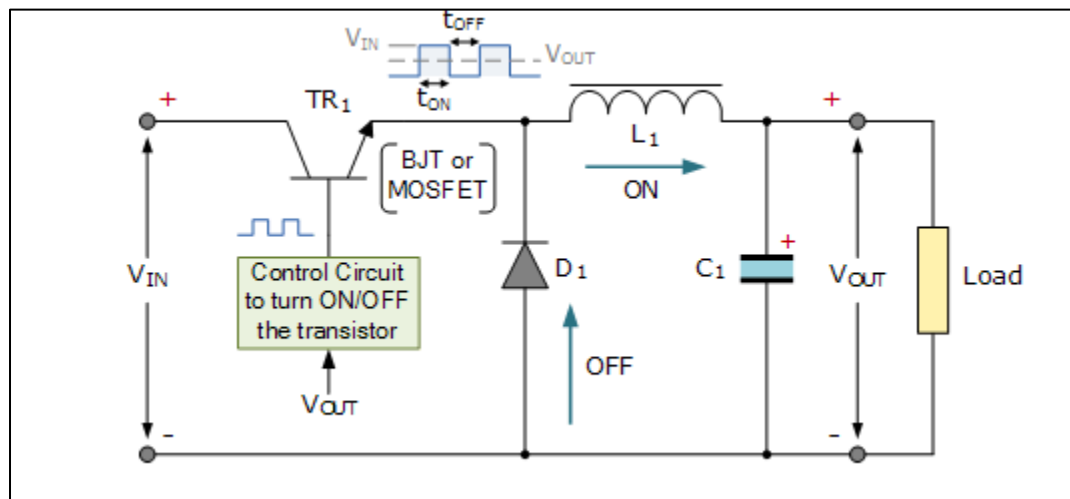 tOFF
VIN
VOUT
tON
+
TR1
+
L1
BJT or
MOSFET
ON
+
VIN
Control Circuit
to turn ON/OFF
the transistor
D1
C1
VOUT
Load
OFF
VOUT
-
-